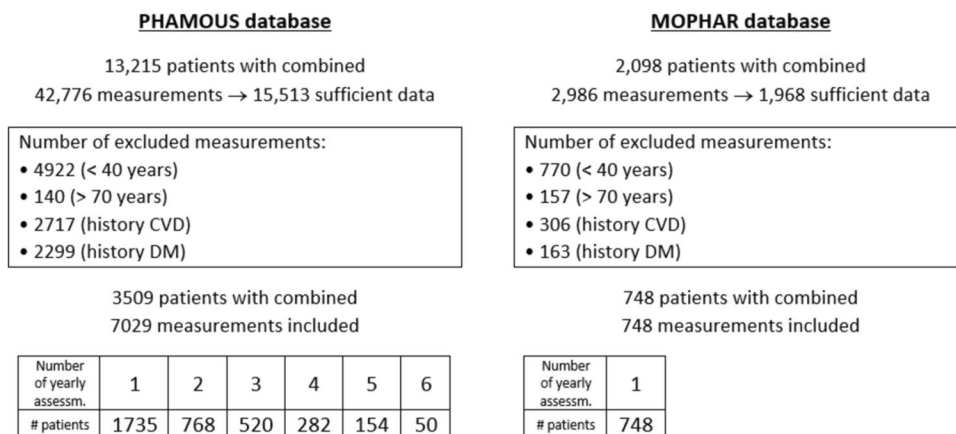 PHAMOUS database
13,215 patients with combined
42,776 measurements → 15,513 sufficient data
Number of excluded measurements:
• 4922 (< 40 years)
• 140 (> 70 years)
• 2717 (history CVD)
• 2299 (history DM)
3509 patients with combined
7029 measurements included
Number
of yearly
assessm.
1 2 3 4 5 6
# patients 1735 768 520 282 154 50
MOPHAR database
2,098 patients with combined
2,986 measurements → 1,968 sufficient data
Number of excluded measurements:
• 770 (< 40 years)
• 157 (> 70 years)
• 306 (history CVD)
• 163 (history DM)
748 patients with combined
748 measurements included
Number
of yearly
assessm.
1
# patients 748